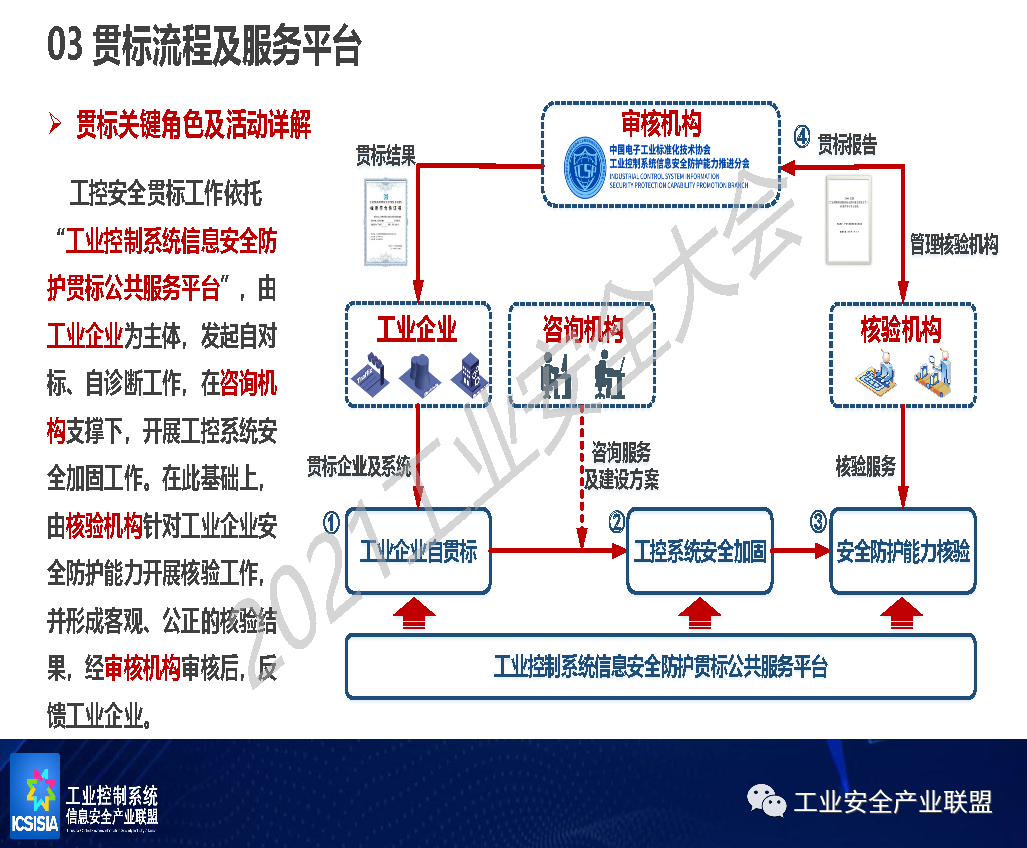 03 贯标流程及服务平台
贯标关键角色及活动详解
工控安全贯标工作依托
“工业控制系统信息安全防
护贯标公共服务平台”，由
工业企业为主体，发起自对
标、自诊断工作，在咨询机
构支撑下，开展工控系统安
全加固工作。在此基础上，
由核验机构针对工业企业安
全防护能力开展核验工作，
并形成客观、公正的核验结
果，经审核机构审核后，反
馈工业企业。
审核机构
中国电子工业标准化技术协会
工业控制系统信息安全防护能力推进分会
INDUSTRIAL CONTROL SYSTEM INFORMATION
SECURITY PROTECTION CAPABILITY PROMOTION BRANCH
④
贯标报告
贯标结果
管理核验机构
工业企业
咨询机构
核验机构
贯标企业及系统
咨询服务
及建设方案
核验服务
①
工业企业自贯标
②
工控系统安全加固
③
安全防护能力核验
工业控制系统信息安全防护贯标公共服务平台
2021工业安全大会
ICSISIA
工业控制系统
信息安全产业联盟
工业安全产业联盟